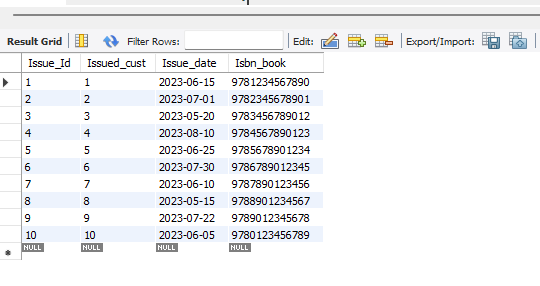 Result Grid Filter Rows: Edit: Export/Import:
Issue_Id Issued_cust Issue_date Isbn_book
1 1 2023-06-15 9781234567890
2 2 2023-07-01 9782345678901
3 3 2023-05-20 9783456789012
4 4 2023-08-10 9784567890123
5 5 2023-06-25 9785678901234
6 6 2023-07-30 9786789012345
7 7 2023-06-10 9787890123456
8 8 2023-05-15 9788901234567
9 9 2023-07-22 9789012345678
10 10 2023-06-05 9780123456789
NULL NULL NULL NULL